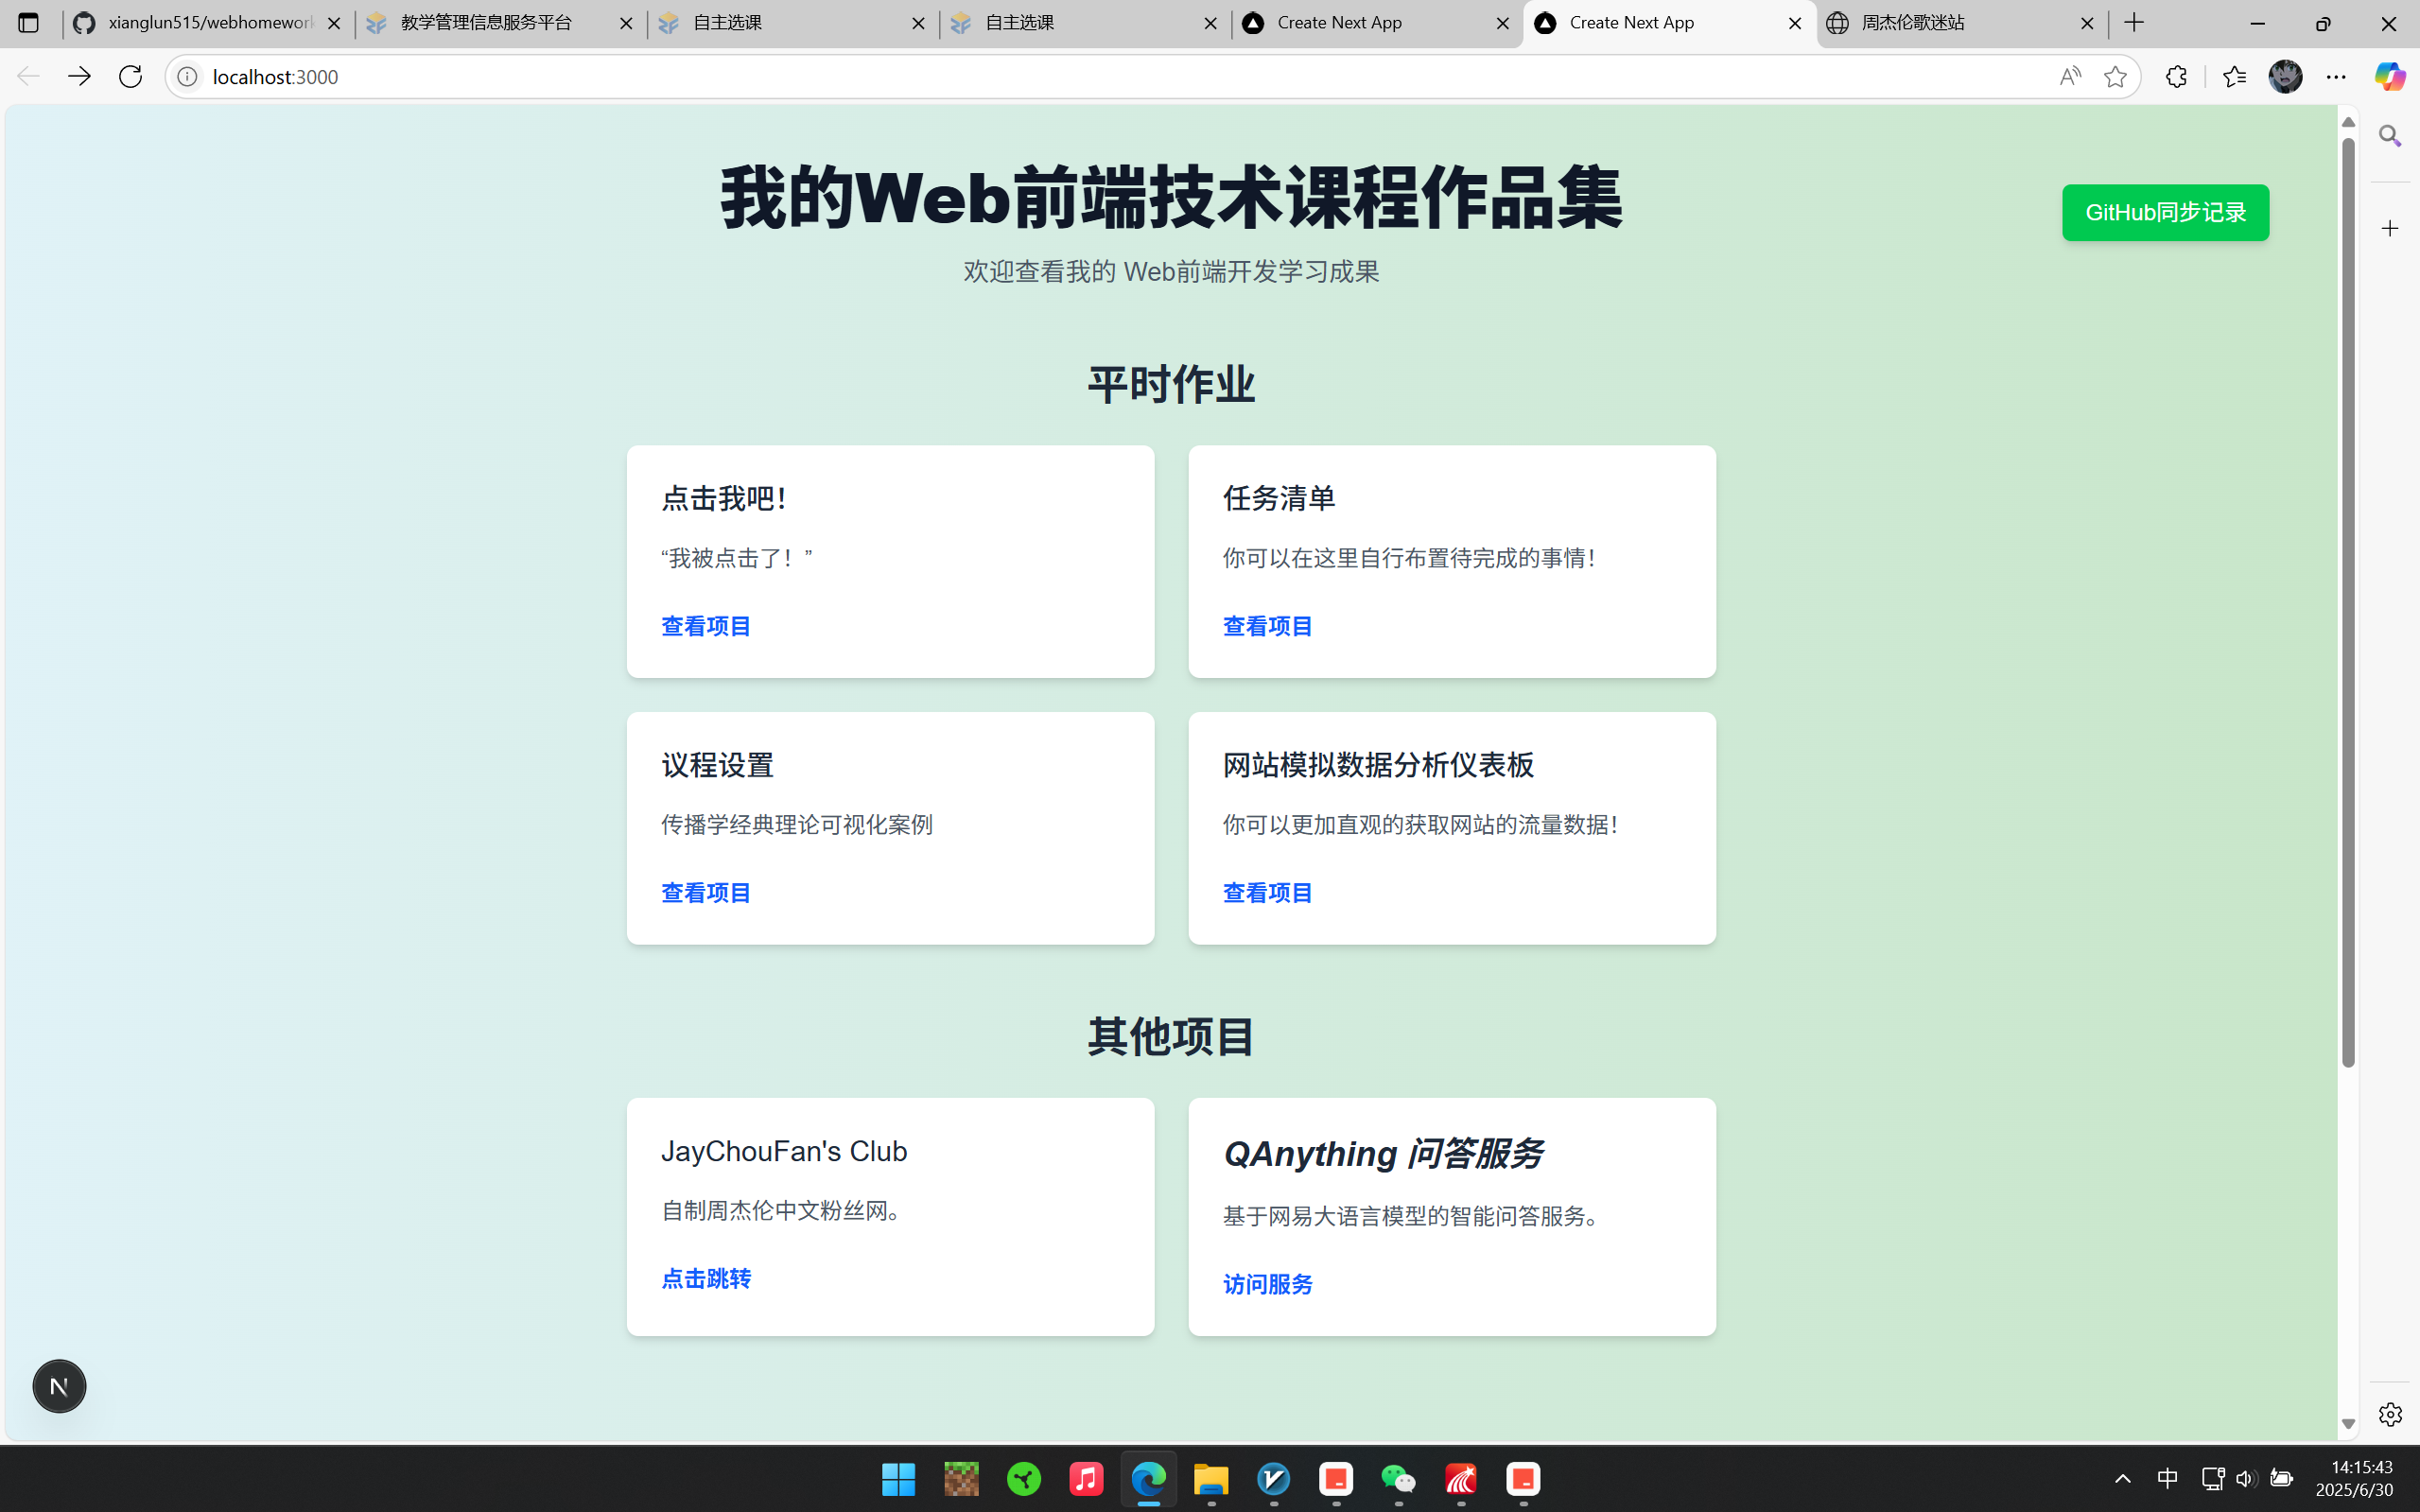 xianglun515/webhomework
教学管理信息服务平台
自主选课
自主选课
Create Next App
Create Next App
周杰伦歌迷站
localhost:3000
我的Web前端技术课程作品集
GitHub同步记录
欢迎查看我的 Web前端开发学习成果
平时作业
点击我吧！
“我被点击了！”
查看项目
任务清单
你可以在这里自行布置待完成的事情！
查看项目
议程设置
传播学经典理论可视化案例
查看项目
网站模拟数据分析仪表板
你可以更加直观的获取网站的流量数据！
查看项目
其他项目
JayChouFan's Club
自制周杰伦中文粉丝网。
点击跳转
QAnything 问答服务
基于网易大语言模型的智能问答服务。
访问服务
N
中
14:15:43
2025/6/30